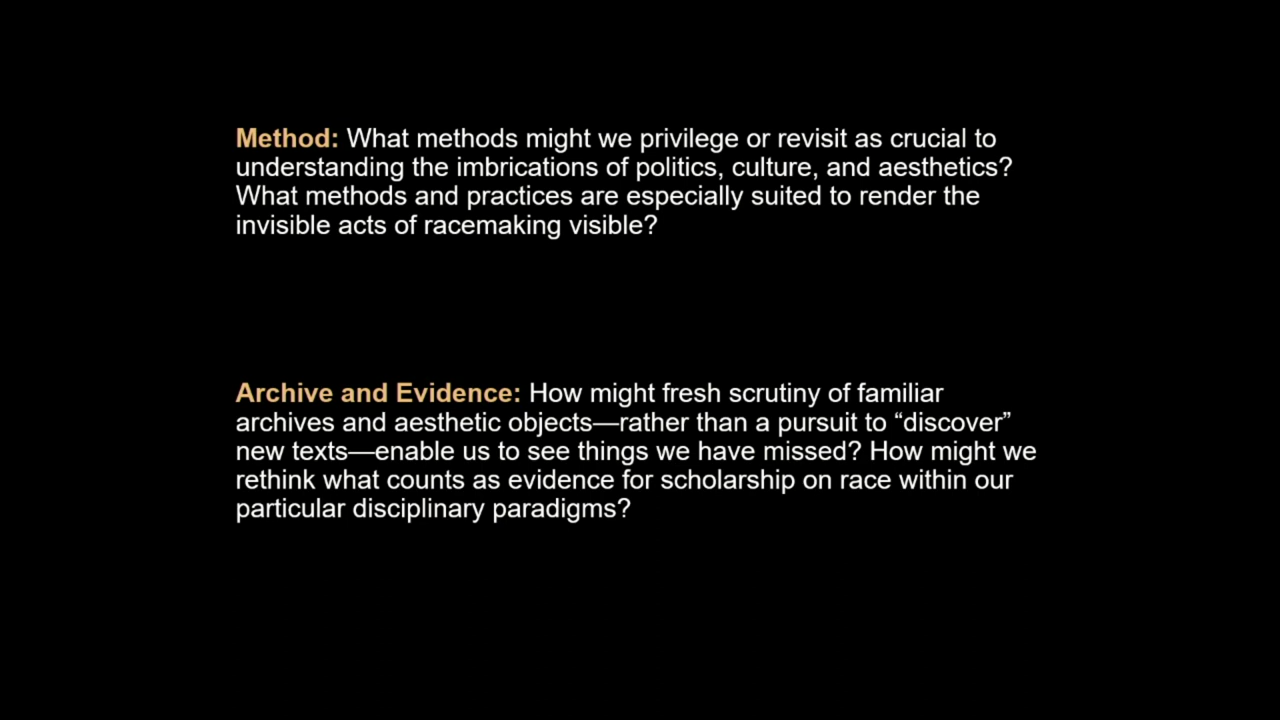 Method: What methods might we privilege or revisit as crucial to
understanding the imbrications of politics, culture, and aesthetics?
What methods and practices are especially suited to render the
invisible acts of racemaking visible?
Archive and Evidence: How might fresh scrutiny of familiar
archives and aesthetic objects—rather than a pursuit to “discover”
new texts—enable us to see things we have missed? How might we
rethink what counts as evidence for scholarship on race within our
particular disciplinary paradigms?